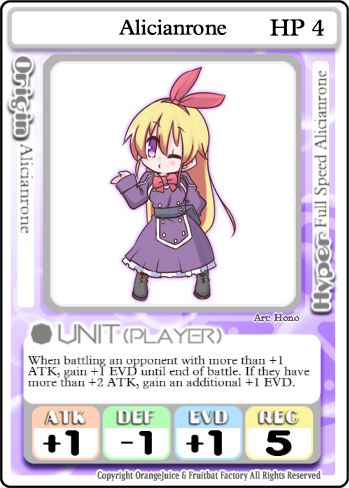 Alicianrone HP 4
Origin
Alicianrone
Hyper Full Speed Alicianrone
Art: Hono
UNIT(PLAYER)
When battling an opponent with more than +1
ATK, gain +1 EVD until end of battle. If they have
more than +2 ATK, gain an additional +1 EVD.
ATK DEF EVD REC
+1 -1 +1 5
Copyright Orangejuice & Fruitbat Factory All Rights Reserved